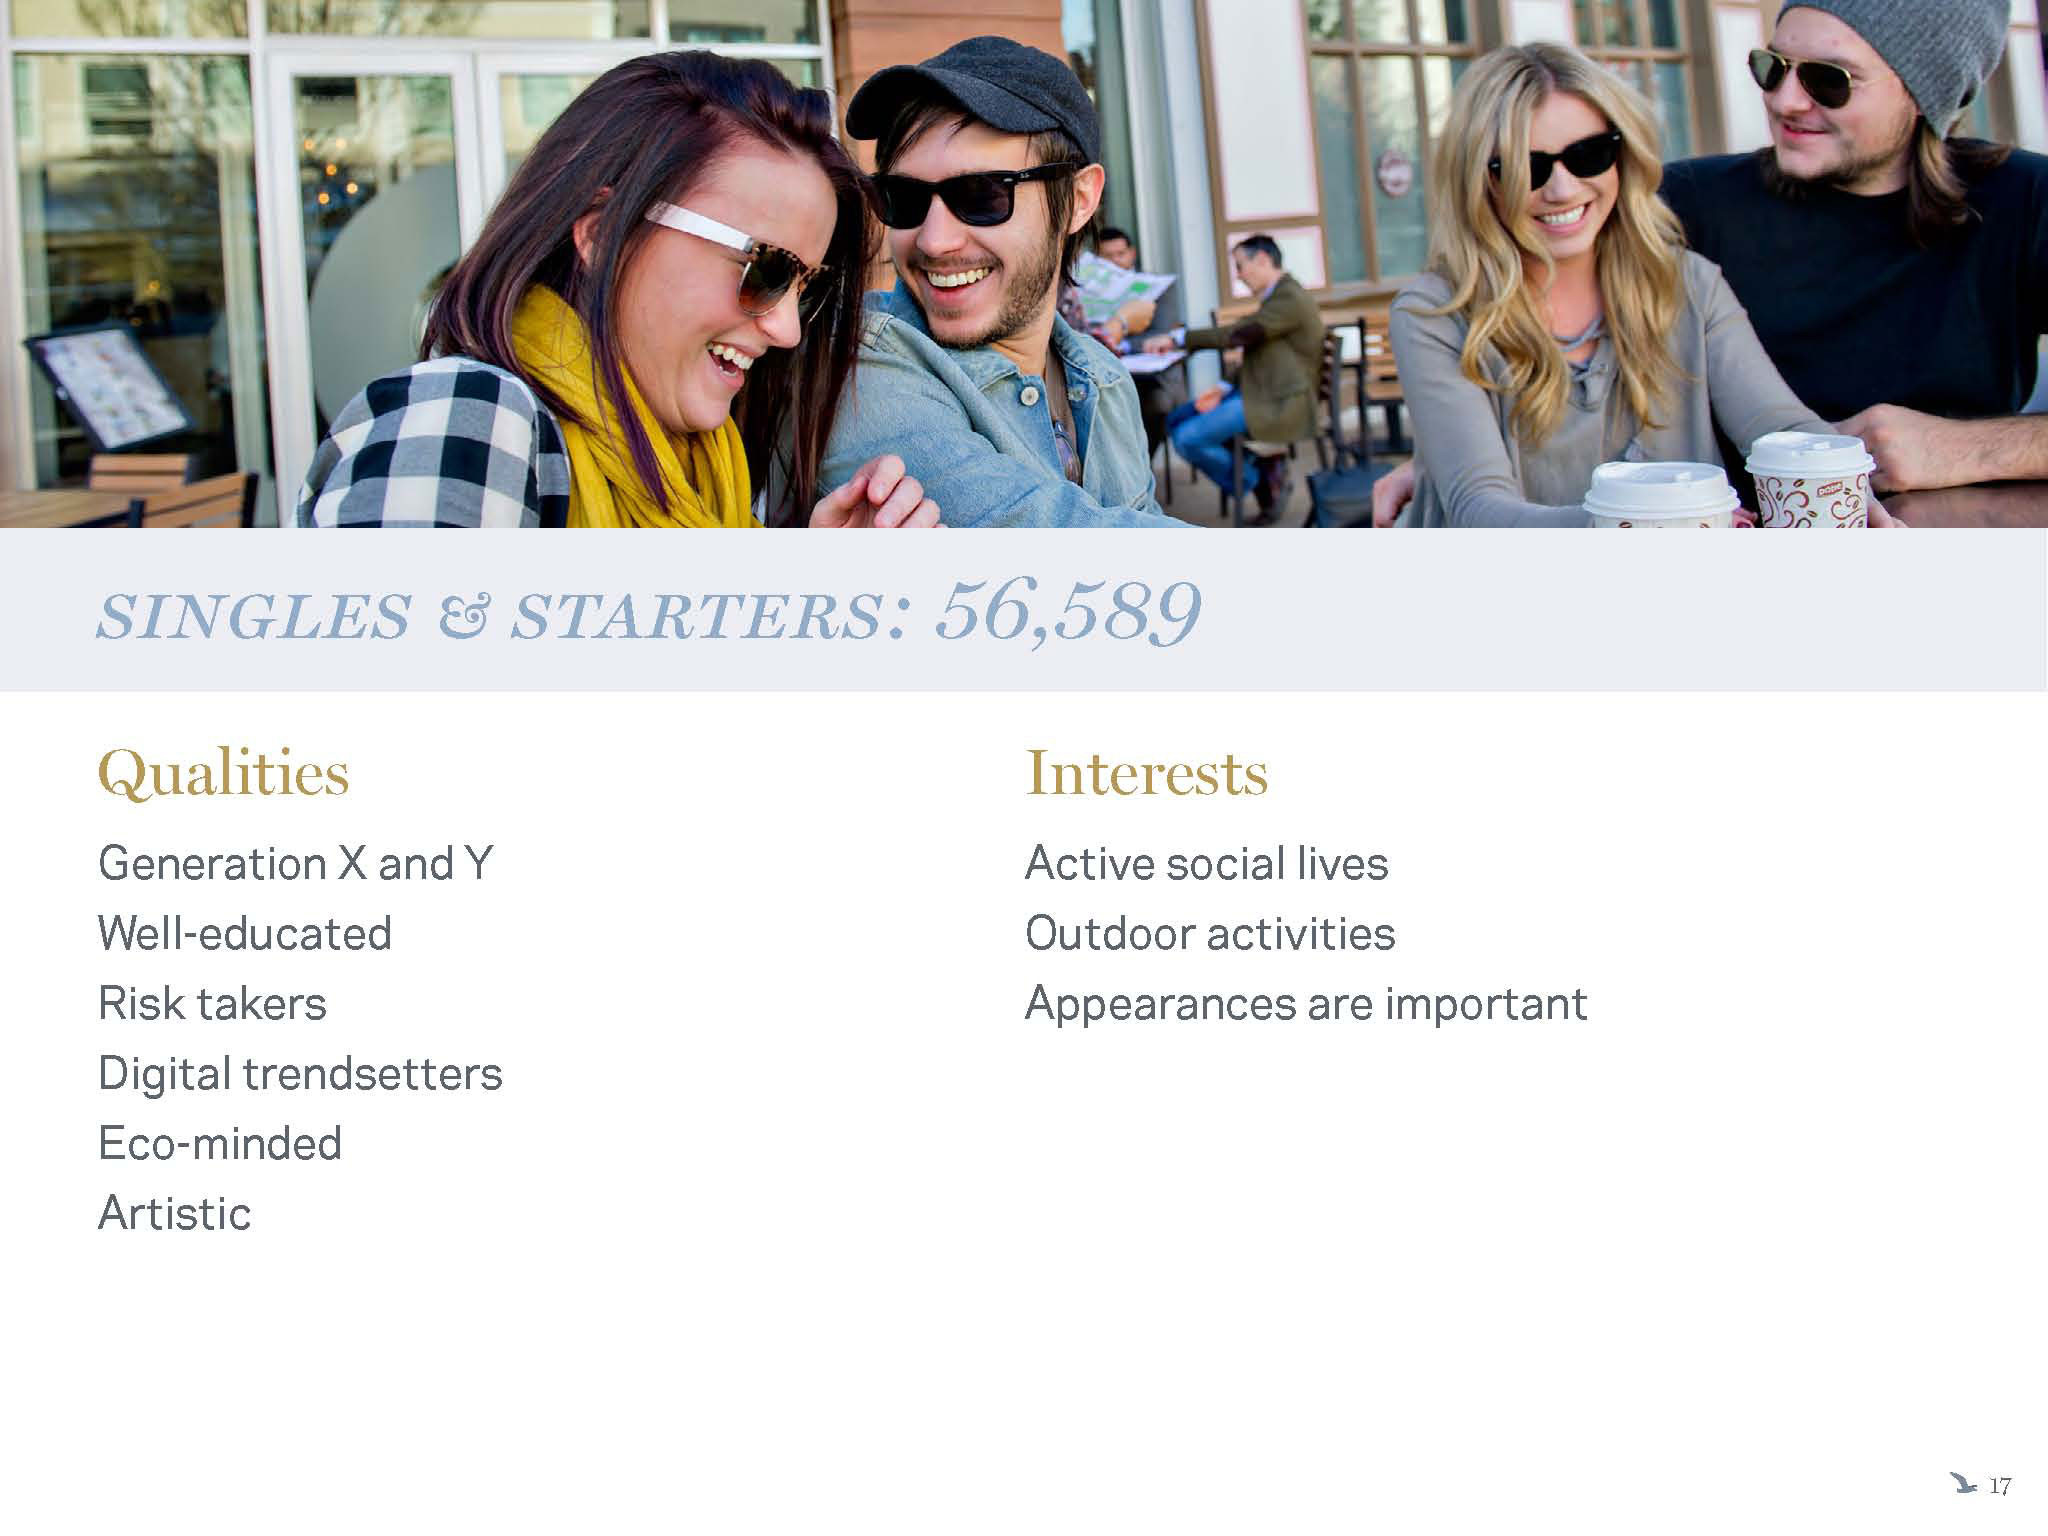 SINGLES & STARTERS: 56,589
Qualities
Generation X and Y
Well-educated
Risk takers
Digital trendsetters
Eco-minded
Artistic
Interests
Active social lives
Outdoor activities
Appearances are important
17